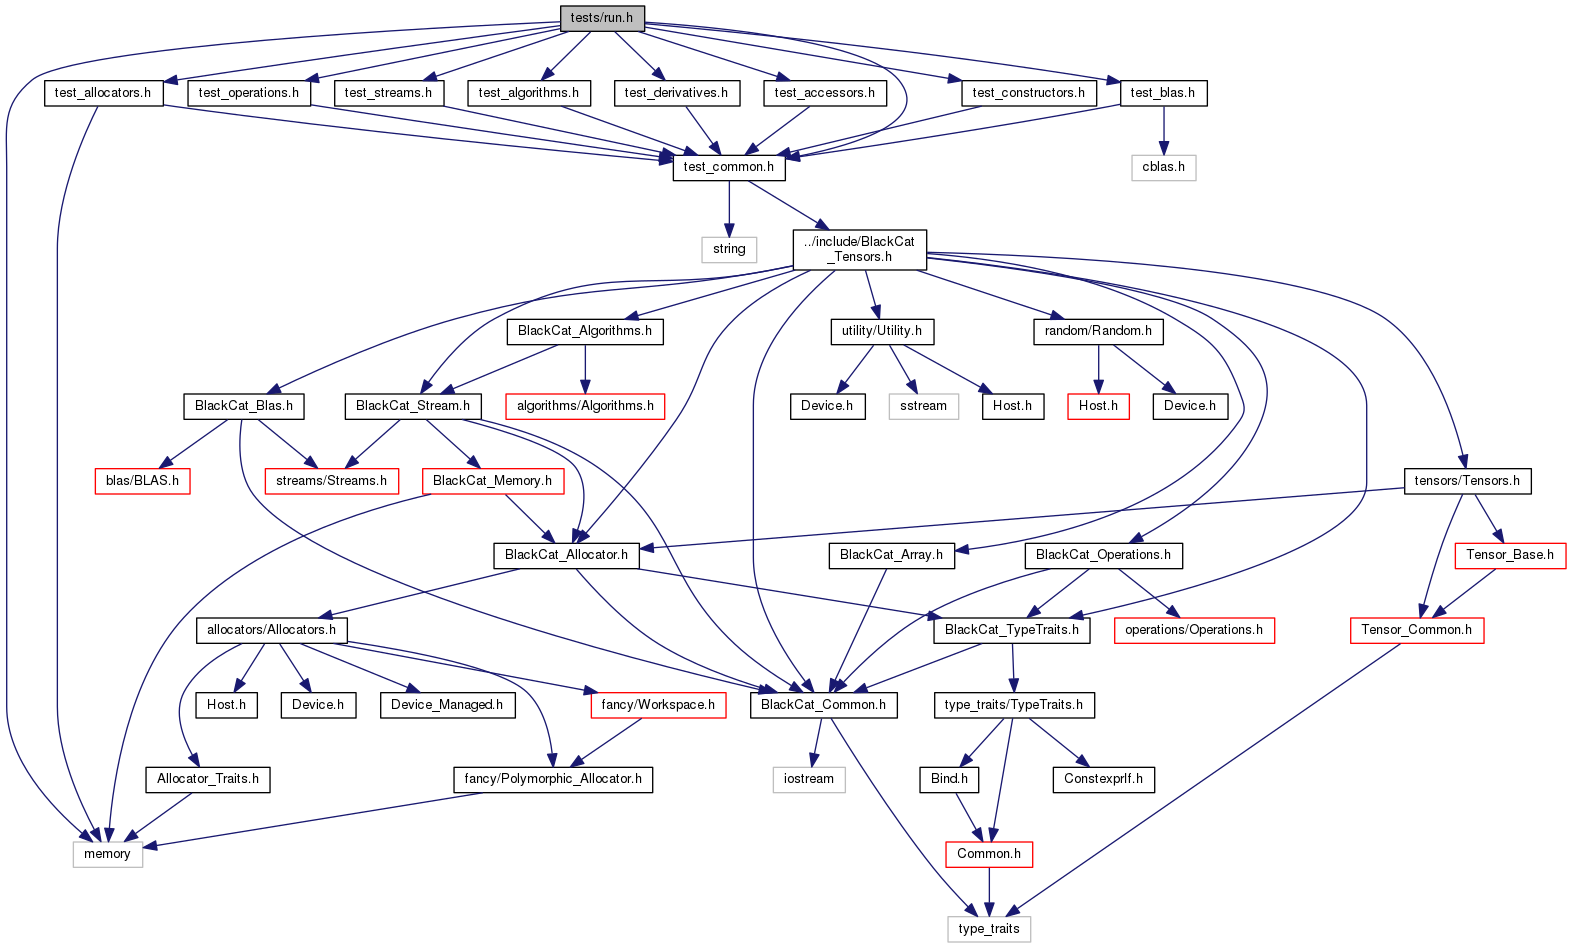 tests/run.h
test_allocators.h
test_operations.h
test_streams.h
test_algorithms.h
test_derivatives.h
test_accessors.h
test_constructors.h
test_blas.h
test_common.h
cblas.h
string
../include/BlackCat
_Tensors.h
BlackCat_Algorithms.h
utility/Utility.h
random/Random.h
BlackCat_Blas.h
BlackCat_Stream.h
algorithms/Algorithms.h
Device.h
sstream
Host.h
Host.h
Device.h
blas/BLAS.h
streams/Streams.h
BlackCat_Memory.h
tensors/Tensors.h
BlackCat_Allocator.h
BlackCat_Array.h
BlackCat_Operations.h
Tensor_Base.h
allocators/Allocators.h
BlackCat_TypeTraits.h
operations/Operations.h
Tensor_Common.h
Host.h
Device.h
Device_Managed.h
fancy/Workspace.h
BlackCat_Common.h
type_traits/TypeTraits.h
Allocator_Traits.h
fancy/Polymorphic_Allocator.h
iostream
Bind.h
ConstexprIf.h
memory
Common.h
type_traits